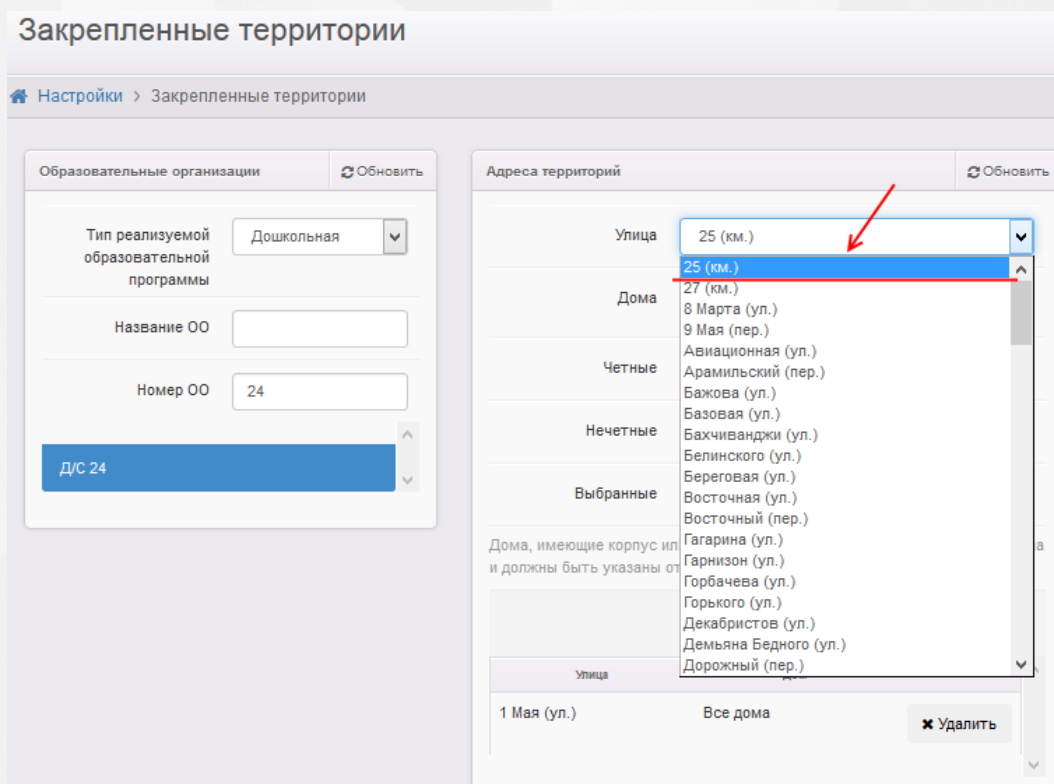 Закрепленные территории
Настройки > Закрепленные территории
Образовательные организации
Обновить
Тип реализуемой образовательной программы
Дошкольная
Название ОО
Номер ОО
24
Д/С 24
Адреса территорий
Обновить
Улица
25 (км.)
25 (км.)
27 (км.)
8 Марта (ул.)
9 Мая (пер.)
Авиационная (ул.)
Арамильский (пер.)
Бажова (ул.)
Базовая (ул.)
Бахчиванджи (ул.)
Белинского (ул.)
Береговая (ул.)
Восточная (ул.)
Восточный (пер.)
Гагарина (ул.)
Гарнизон (ул.)
Горбачева (ул.)
Горького (ул.)
Декабристов (ул.)
Демьяна Бедного (ул.)
Дорожный (пер.)
Дома
Четные
Нечетные
Выбранные
Дома, имеющие корпус
и должны быть указаны
Улица
1 Мая (ул.)
Все дома
Удалить